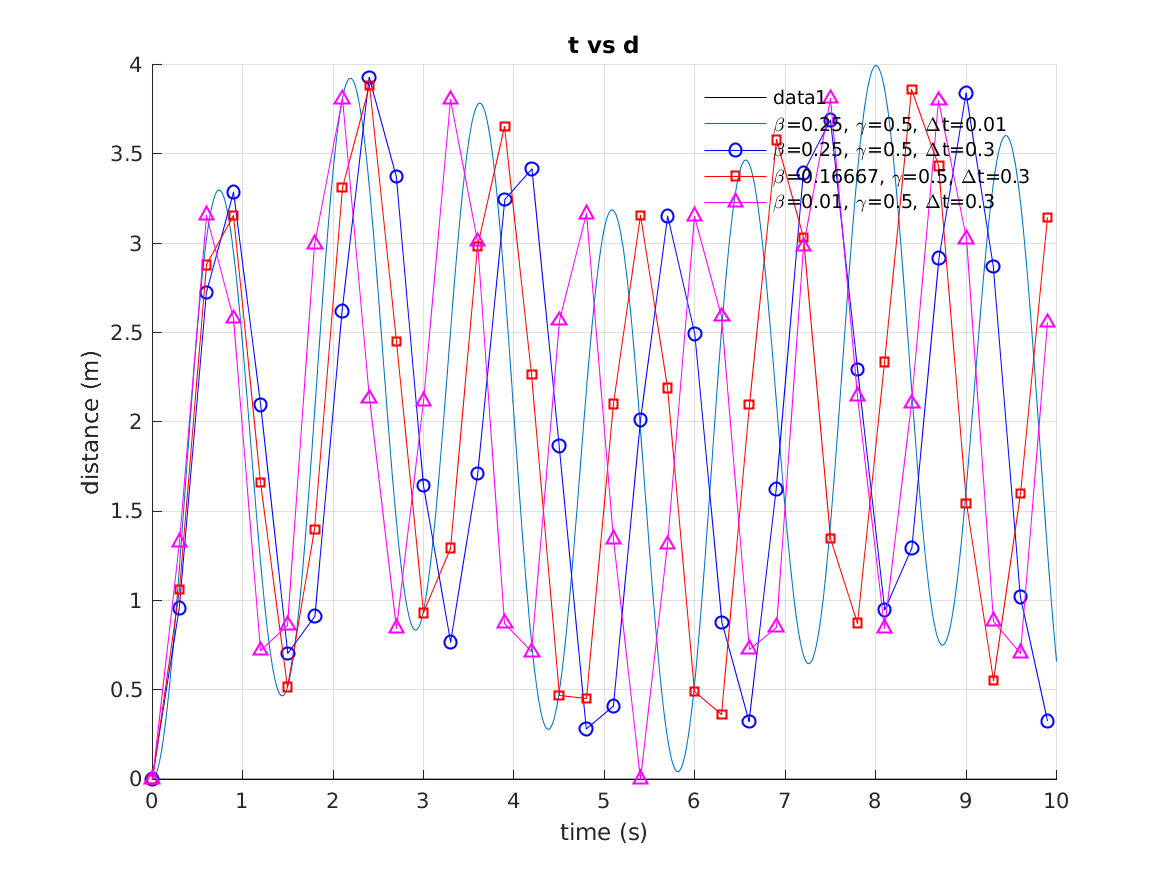 t vs d
data1
β=0.25, γ=0.5, Δt=0.01
β=0.25, γ=0.5, Δt=0.3
β=0.16667, γ=0.5, Δt=0.3
β=0.01, γ=0.5, Δt=0.3
4
3.5
3
2.5
2
1.5
1
0.5
0
distance (m)
0 1 2 3 4 5 6 7 8 9 10
time (s)